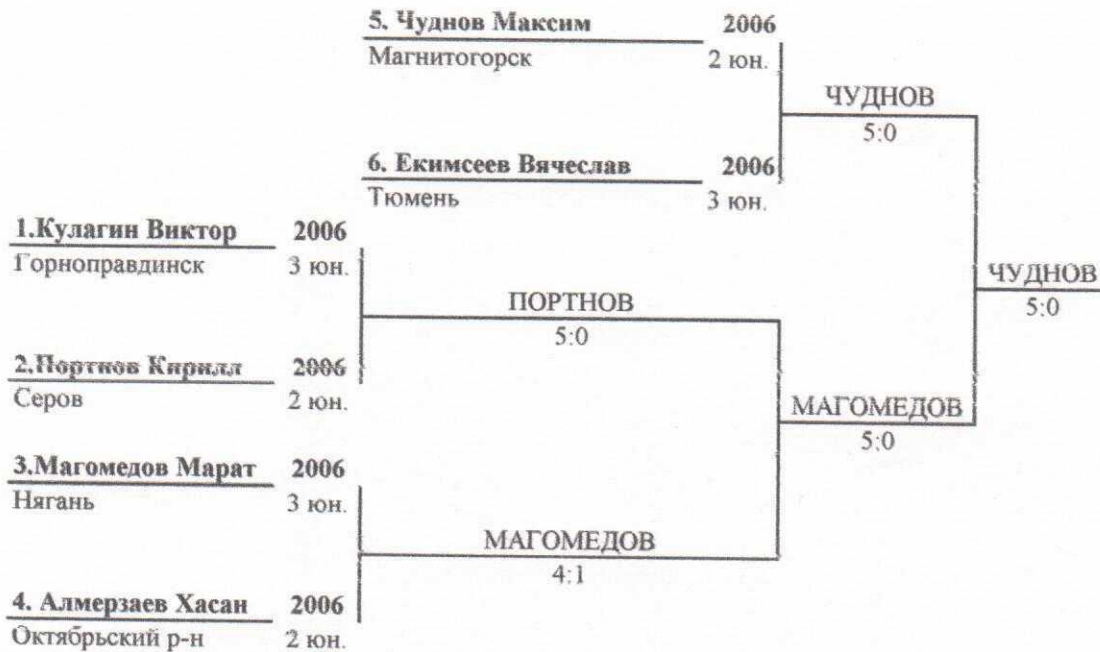 5. Чуднов Максим 2006
Магнитогорск 2 юн.
ЧУДНОВ
5:0
6. Екимсеев Вячеслав 2006
Тюмень 3 юн.
1.Кулагин Виктор 2006
Горноправдинск 3 юн.
ЧУДНОВ
5:0
ПОРТНОВ
5:0
2.Портнов Кирилл 2006
Серов 2 юн.
МАГОМЕДОВ
5:0
3.Магомедов Марат 2006
Нягань 3 юн.
МАГОМЕДОВ
4:1
4. Алмерзаев Хасан 2006
Октябрьский р-н 2 юн.